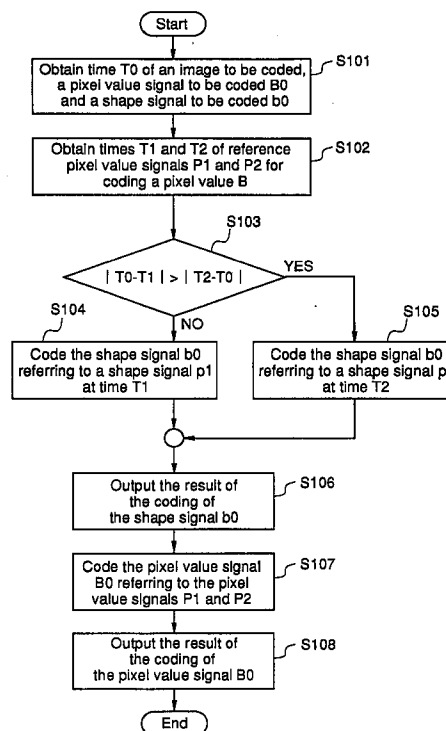 Start
S101
Obtain time T0 of an image to be coded,
a pixel value signal to be coded B0
and a shape signal to be coded b0
S102
Obtain times T1 and T2 of reference
pixel value signals P1 and P2 for
coding a pixel value B
S103
| T0-T1 | > | T2-T0 |
YES
NO
S104
Code the shape signal b0
referring to a shape signal p1
at time T1
S105
Code the shape signal b0
referring to a shape signal p
at time T2
S106
Output the result of
the coding of
the shape signal b0
S107
Code the pixel value signal
B0 referring to the pixel
value signals P1 and P2
S108
Output the result of
the coding of
the pixel value signal B0
End